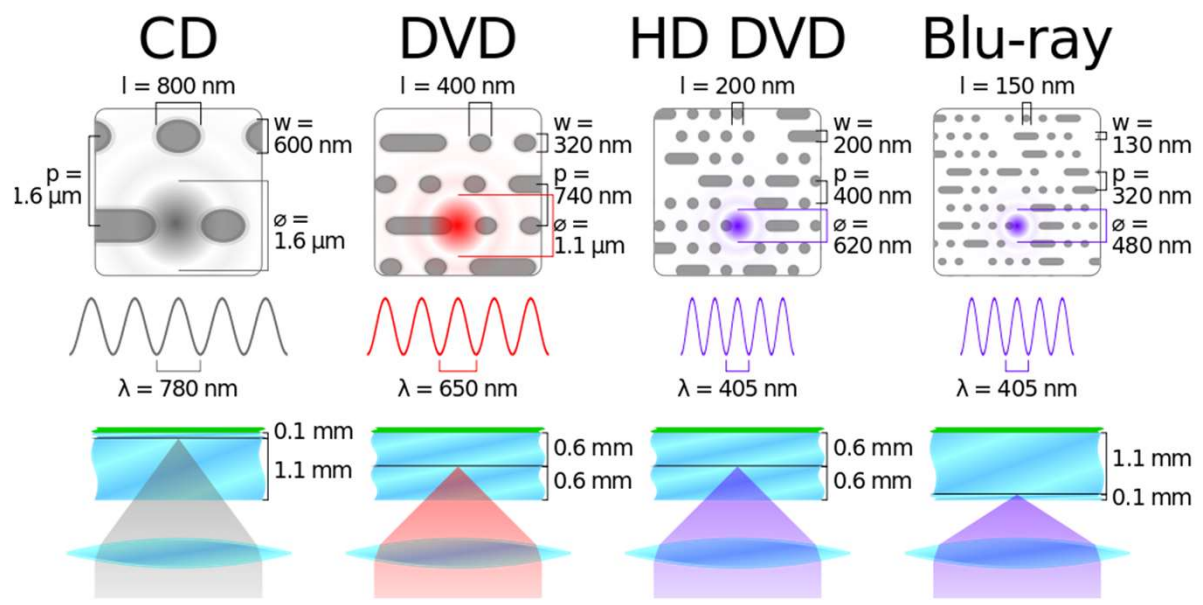 CD
l = 800 nm
w =
600 nm
p =
1.6 µm
⌀ =
1.6 µm
λ = 780 nm
0.1 mm
1.1 mm
DVD
l = 400 nm
w =
320 nm
p =
740 nm
⌀ =
1.1 µm
λ = 650 nm
0.6 mm
0.6 mm
HD DVD
l = 200 nm
w =
200 nm
p =
400 nm
⌀ =
620 nm
λ = 405 nm
0.6 mm
0.6 mm
Blu-ray
l = 150 nm
w =
130 nm
p =
320 nm
⌀ =
480 nm
λ = 405 nm
1.1 mm
0.1 mm